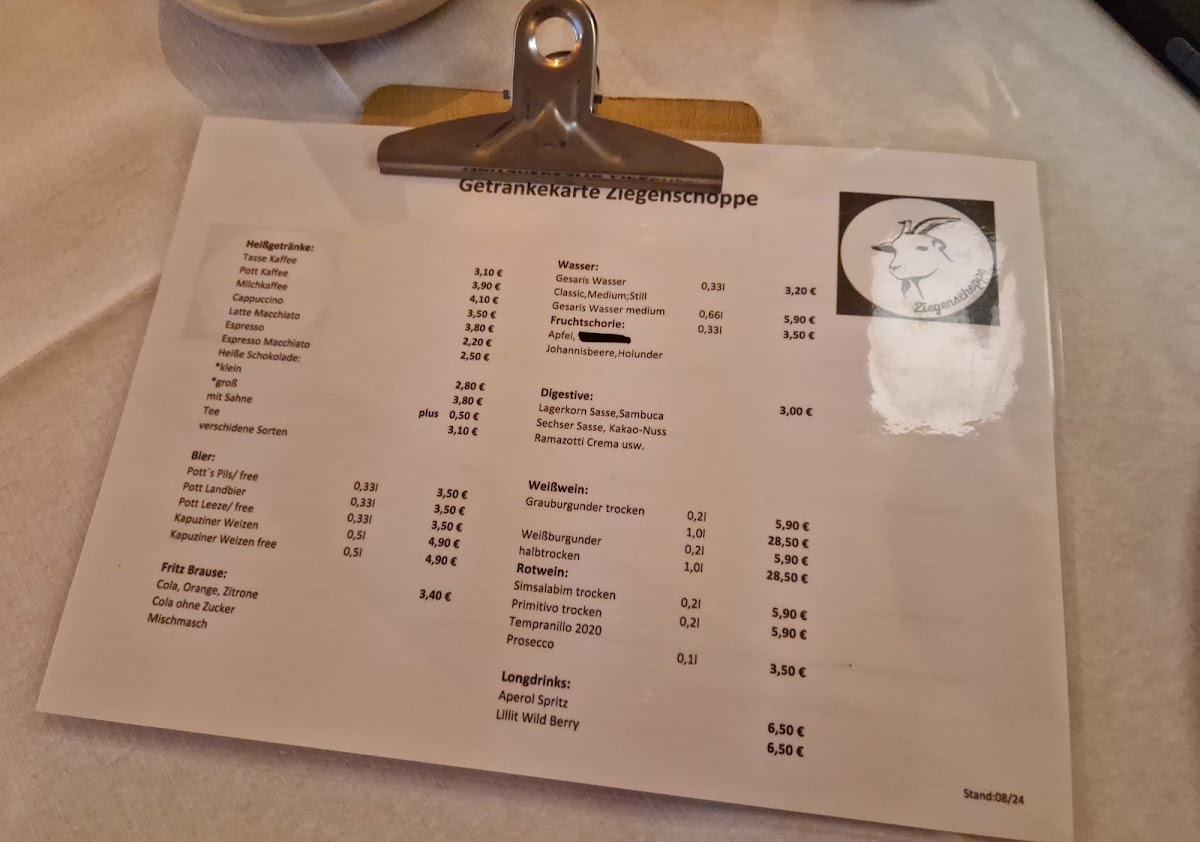 Getränkekarte Ziegenschoppe
Ziegenschoppe
Heißgetränke:
Tasse Kaffee 3,10 €
Pott Kaffee 3,90 €
Milchkaffee 4,10 €
Cappuccino 3,50 €
Latte Macchiato 3,80 €
Espresso 2,20 €
Espresso Macchiato 2,50 €
Heiße Schokolade:
*klein 2,80 €
*groß 3,80 €
mit Sahne plus 0,50 €
Tee 3,10 €
verschidene Sorten
Bier:
Pott´s Pils/ free 0,33l 3,50 €
Pott Landbier 0,33l 3,50 €
Pott Leeze/ free 0,33l 3,50 €
Kapuziner Weizen 0,5l 4,90 €
Kapuziner Weizen free 0,5l 4,90 €
Fritz Brause:
Cola, Orange, Zitrone 3,40 €
Cola ohne Zucker
Mischmasch
Wasser:
Gesaris Wasser 0,33l 3,20 €
Classic,Medium;Still
Gesaris Wasser medium 0,66l 5,90 €
Fruchtschorle: 0,33l 3,50 €
Apfel,
Johannisbeere,Holunder
Digestive:
Lagerkorn Sasse,Sambuca 3,00 €
Sechser Sasse, Kakao-Nuss
Ramazotti Crema usw.
Weißwein:
Grauburgunder trocken 0,2l 5,90 €
1,0l 28,50 €
Weißburgunder 0,2l 5,90 €
halbtrocken 1,0l 28,50 €
Rotwein:
Simsalabim trocken 0,2l 5,90 €
Primitivo trocken 0,2l 5,90 €
Tempranillo 2020
Prosecco 0,1l 3,50 €
Longdrinks:
Aperol Spritz 6,50 €
Lillit Wild Berry 6,50 €
Stand:08/24